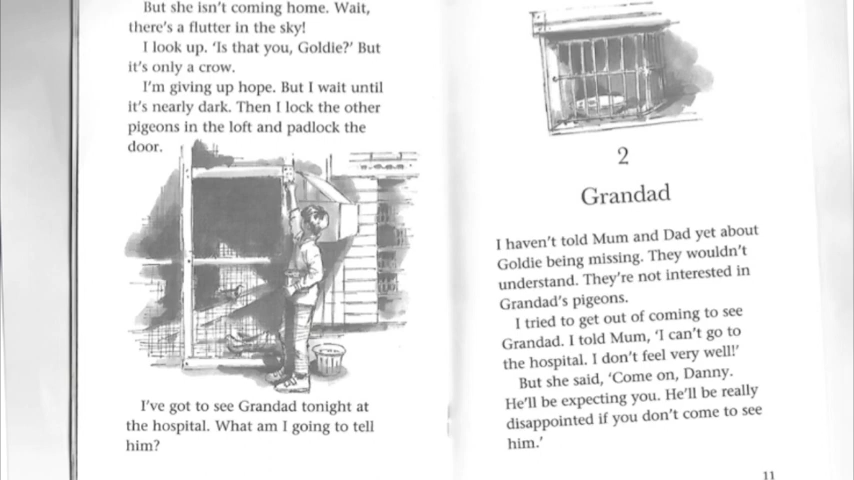 But she isn't coming home. Wait,
there's a flutter in the sky!
I look up. 'Is that you, Goldie?' But
it's only a crow.
I'm giving up hope. But I wait until
it's nearly dark. Then I lock the other
pigeons in the loft and padlock the
door.
I've got to see Grandad tonight at
the hospital. What am I going to tell
him?
2
Grandad
I haven't told Mum and Dad yet about
Goldie being missing. They wouldn't
understand. They're not interested in
Grandad's pigeons.
I tried to get out of coming to see
Grandad. I told Mum, 'I can't go to
the hospital. I don't feel very well!'
But she said, 'Come on, Danny.
He'll be expecting you. He'll be really
disappointed if you don't come to see
him.'
11